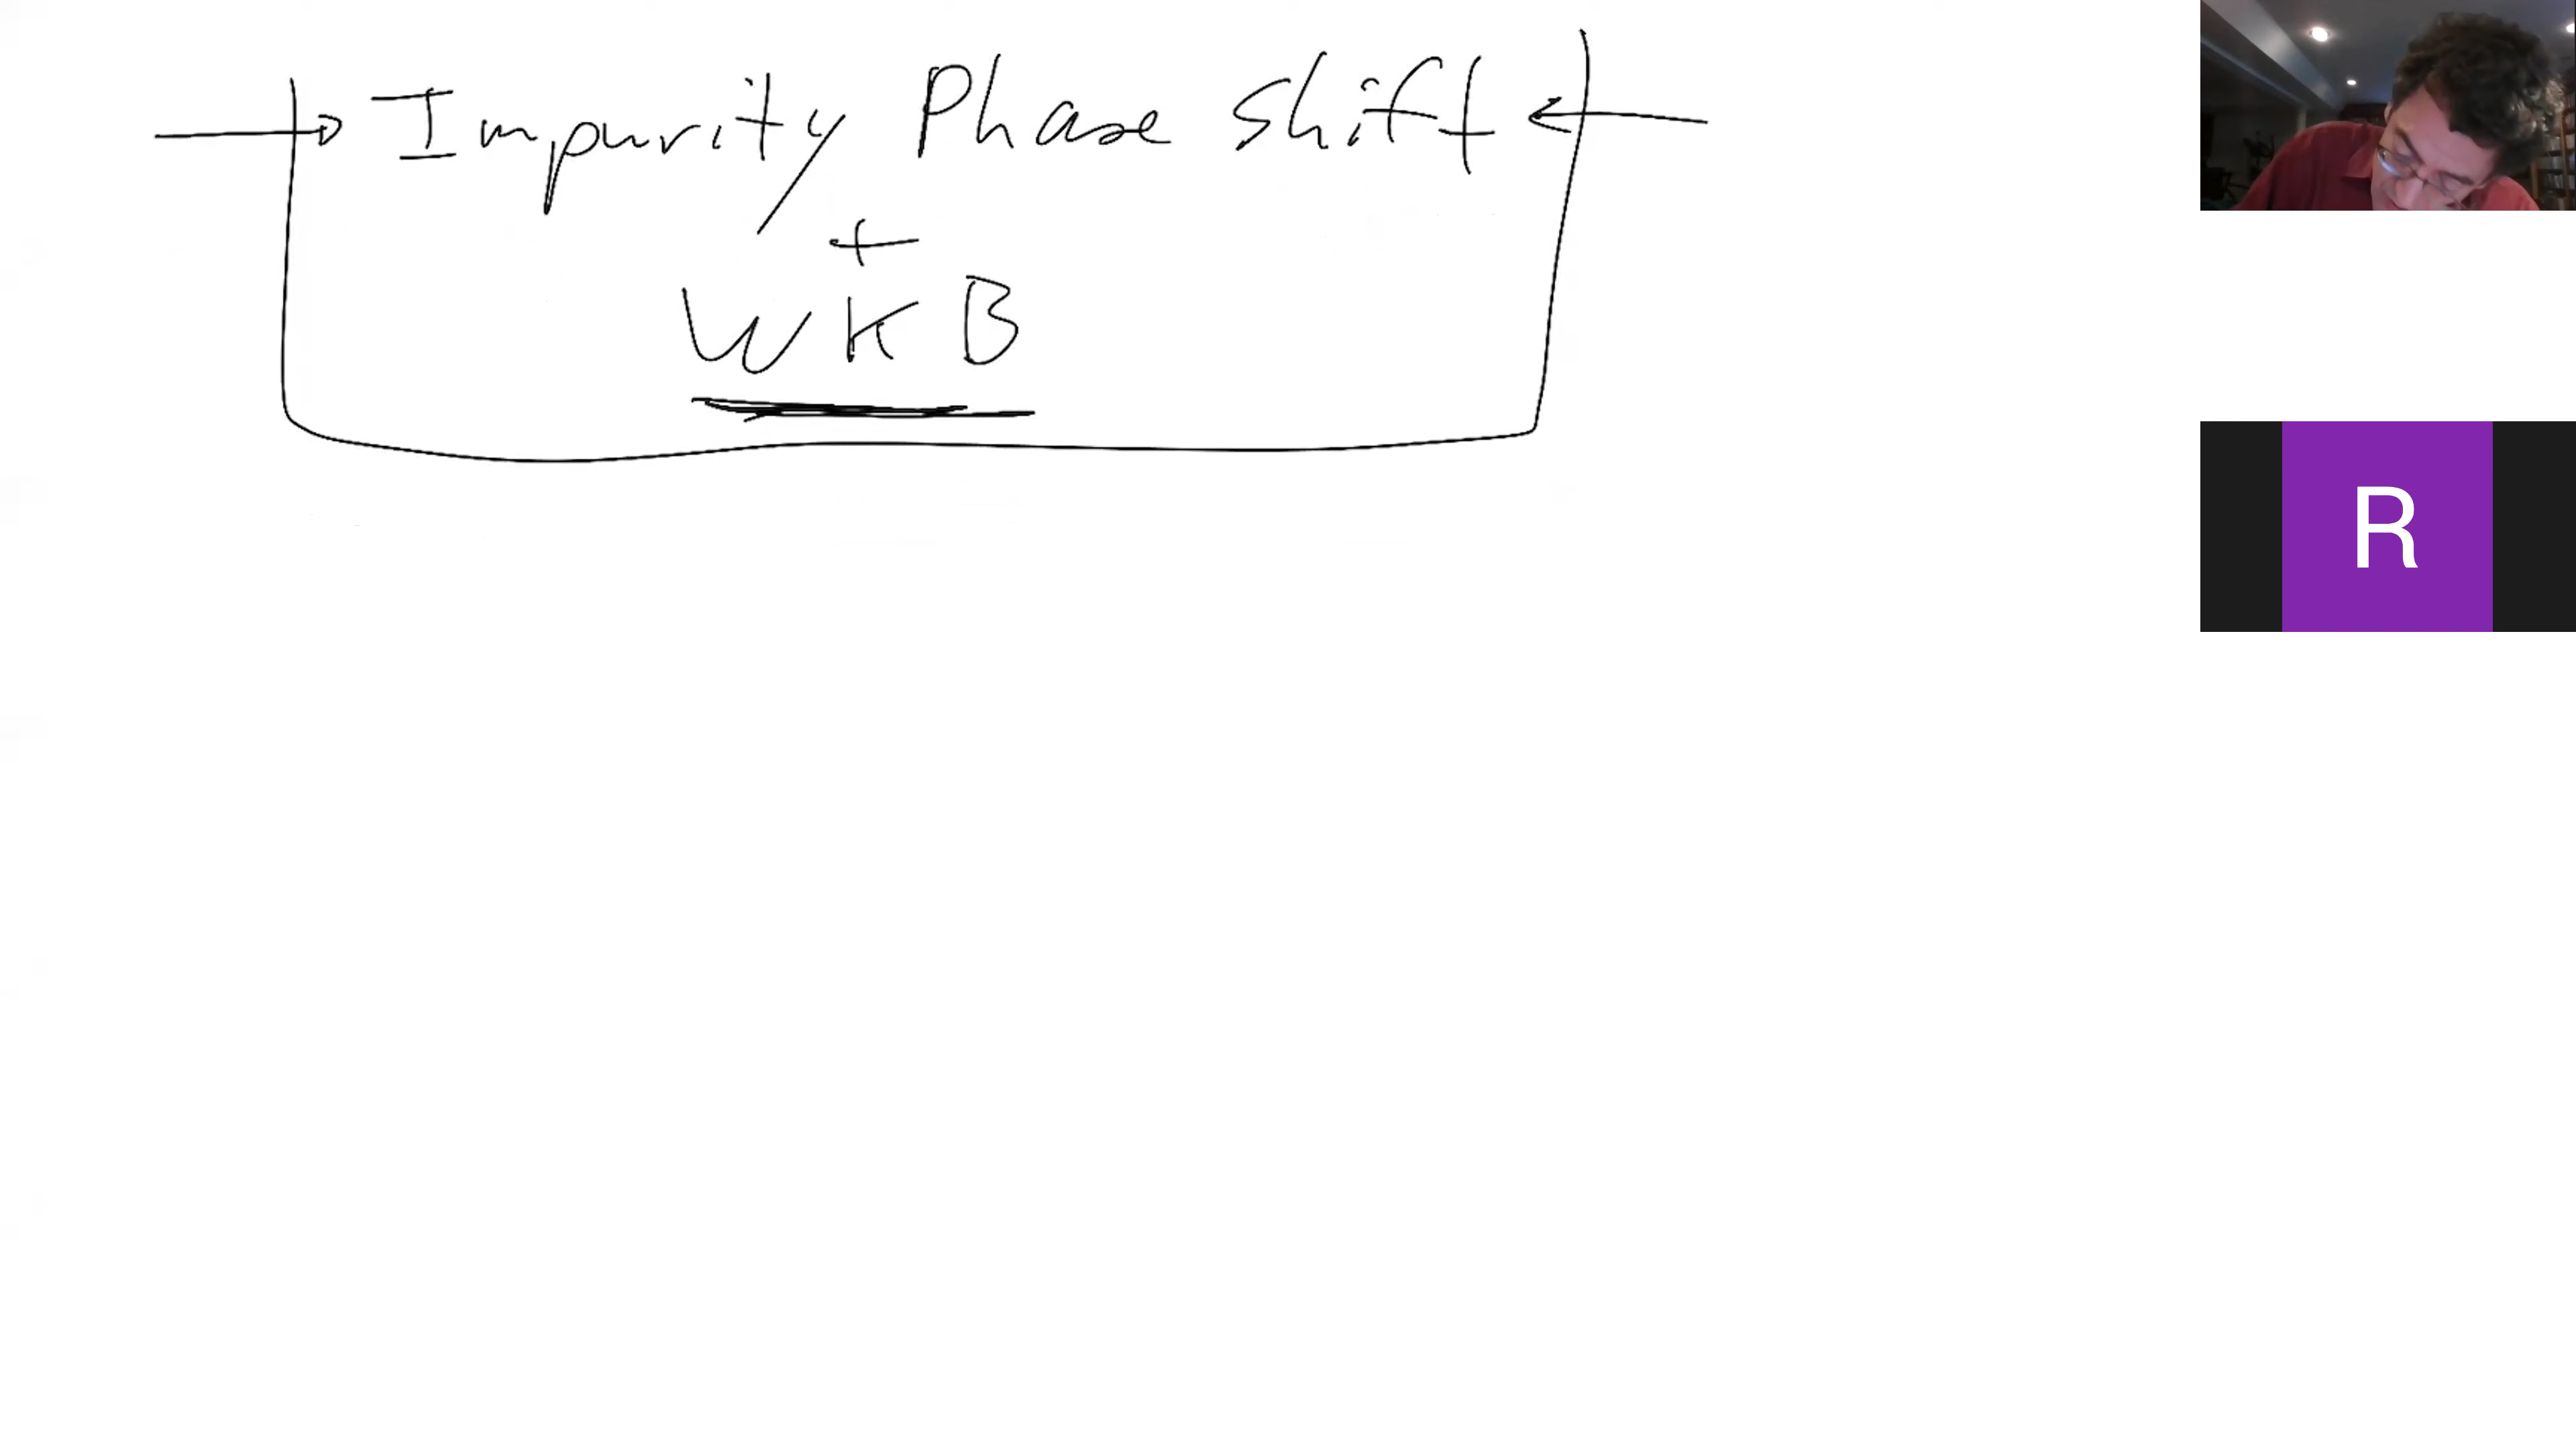 → Impurity Phase Shift ←
+
WKB
R